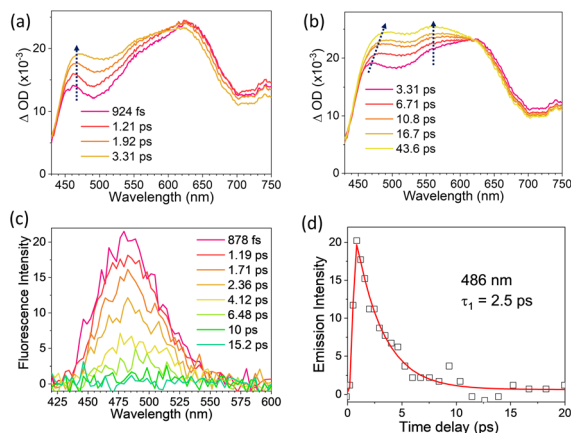 (a)
Δ OD (x10⁻³)
20
10
0
924 fs
1.21 ps
1.92 ps
3.31 ps
450 500 550 600 650 700 750
Wavelength (nm)
(b)
Δ OD (x10⁻³)
20
10
0
3.31 ps
6.71 ps
10.8 ps
16.7 ps
43.6 ps
450 500 550 600 650 700 750
Wavelength (nm)
(c)
Fluorescence Intensity
20
15
10
5
0
878 fs
1.19 ps
1.71 ps
2.36 ps
4.12 ps
6.48 ps
10 ps
15.2 ps
425 450 475 500 525 550 575 600
Wavelength (nm)
(d)
Emission Intensity
20
15
10
5
0
486 nm
τ₁ = 2.5 ps
0 5 10 15 20
Time delay (ps)